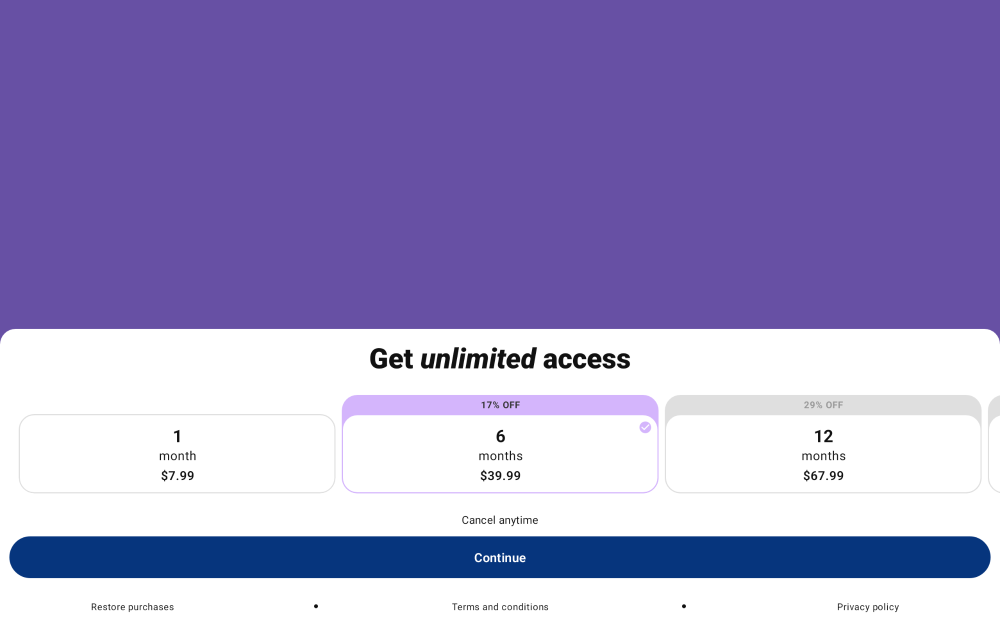 Get unlimited access
1
month
$7.99
17% OFF
6
months
$39.99
29% OFF
12
months
$67.99
Cancel anytime
Continue
Restore purchases • Terms and conditions • Privacy policy